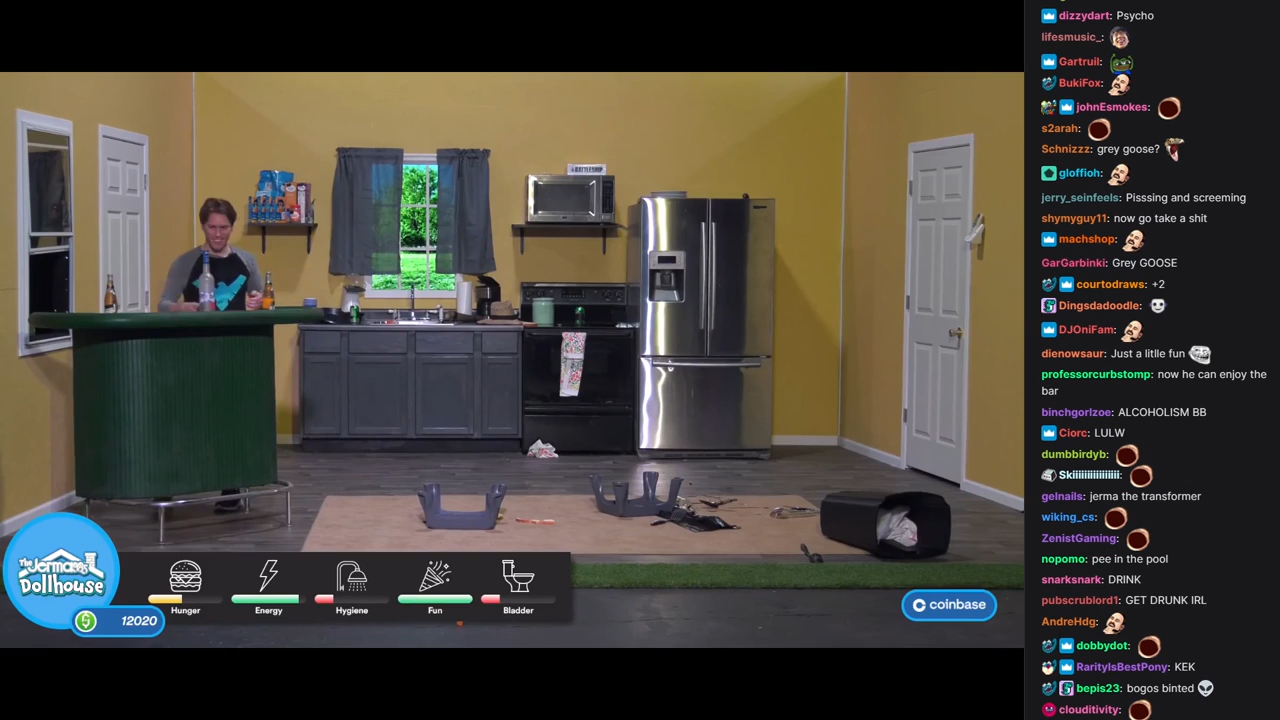 dizzydart: Psycho
lifesmusic_:
Gartruil:
BukiFox:
johnEsmokes:
s2arah:
Schnizzz: grey goose?
gloffioh:
jerry_seinfeels: Pisssing and screeming
shymyguy11: now go take a shit
machshop:
GarGarbinki: Grey GOOSE
courtodraws: +2
Dingsdadoodle:
DJOniFam:
dienowsaur: Just a litlle fun
professorcurbstomp: now he can enjoy the
bar
binchgorlzoe: ALCOHOLISM BB
Ciorc: LULW
dumbbirdyb:
Skiiiiiiiiiiiiiii:
gelnails: jerma the transformer
wiking_cs:
ZenistGaming:
nopomo: pee in the pool
snarksnark: DRINK
pubscrublord1: GET DRUNK IRL
AndreHdg:
dobbydot:
RarityIsBestPony: KEK
bepis23: bogos binted
clouditivity:
BATTLESHIP
The Jerma985
Dollhouse
12020
Hunger
Energy
Hygiene
Fun
Bladder
coinbase